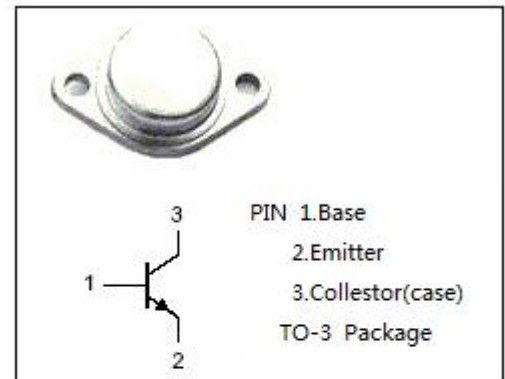 3
PIN 1.Base
2.Emitter
1
3.Collestor(case)
TO-3 Package
2